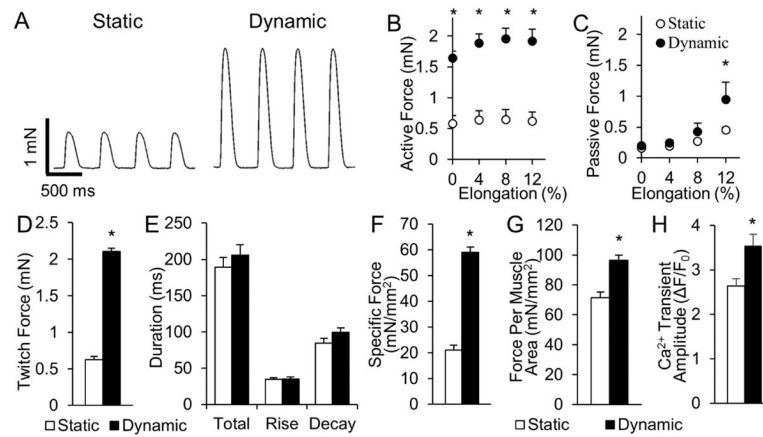 A
Static
Dynamic
1 mN
500 ms
B
Active Force (mN)
* * * *
2
1.5
1
0.5
0
0 4 8 12
Elongation (%)
C
Static
Dynamic
Passive Force (mN)
*
2
1.5
1
0.5
0
0 4 8 12
Elongation (%)
D
Twitch Force (mN)
*
2.5
2
1.5
1
0.5
0
Static Dynamic
E
Duration (ms)
250
200
150
100
50
0
Total Rise Decay
F
Specific Force
(mN/mm²)
*
70
60
50
40
30
20
10
0
G
Force Per Muscle
Area (mN/mm²)
*
120
100
80
60
40
20
0
H
Ca²⁺ Transient
Amplitude (ΔF/F₀)
*
4
3
2
1
0
Static Dynamic